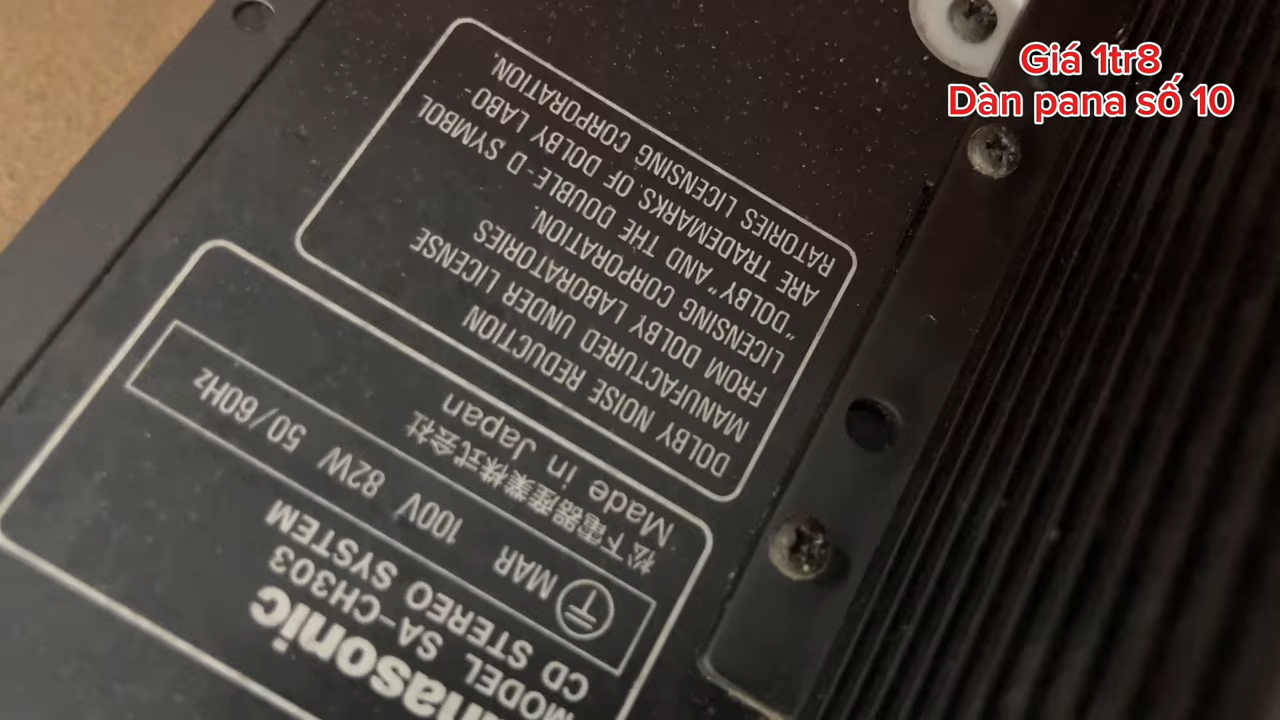 Giá 1tr8
Dàn pana số 10
Panasonic
MODEL SA-CH303
CD STEREO SYSTEM
MAR 100V 82W 50/60Hz
松下電器産業株式会社
Made in Japan
DOLBY NOISE REDUCTION
MANUFACTURED UNDER LICENSE
FROM DOLBY LABORATORIES
LICENSING CORPORATION.
"DOLBY" AND THE DOUBLE-D SYMBOL
ARE TRADEMARKS OF DOLBY LABO-
RATORIES LICENSING CORPORATION.